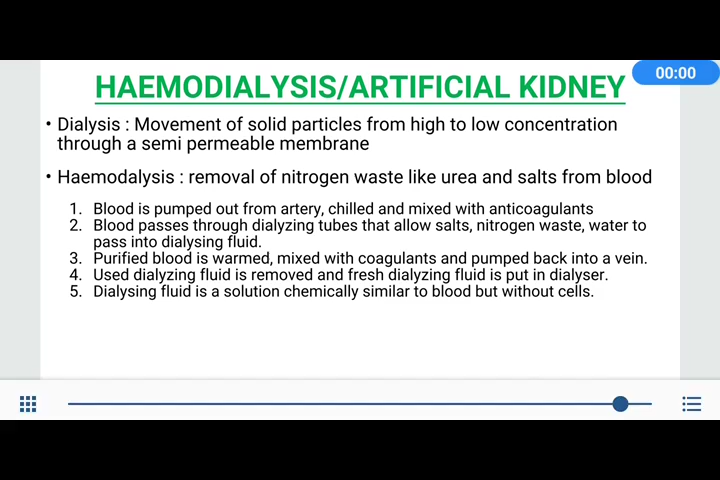 00:00
HAEMODIALYSIS/ARTIFICIAL KIDNEY
• Dialysis : Movement of solid particles from high to low concentration
through a semi permeable membrane
• Haemodalysis : removal of nitrogen waste like urea and salts from blood
1. Blood is pumped out from artery, chilled and mixed with anticoagulants
2. Blood passes through dialyzing tubes that allow salts, nitrogen waste, water to
pass into dialysing fluid.
3. Purified blood is warmed, mixed with coagulants and pumped back into a vein.
4. Used dialyzing fluid is removed and fresh dialyzing fluid is put in dialyser.
5. Dialysing fluid is a solution chemically similar to blood but without cells.